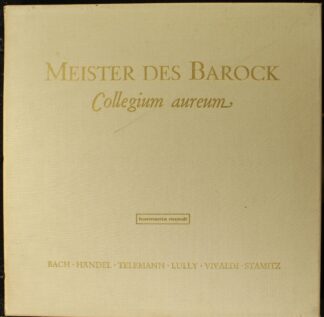 MEISTER DES BAROCK
Collegium aureum
harmonia mundi
BACH · HÄNDEL · TELEMANN · LULLY · VIVALDI · STAMITZ